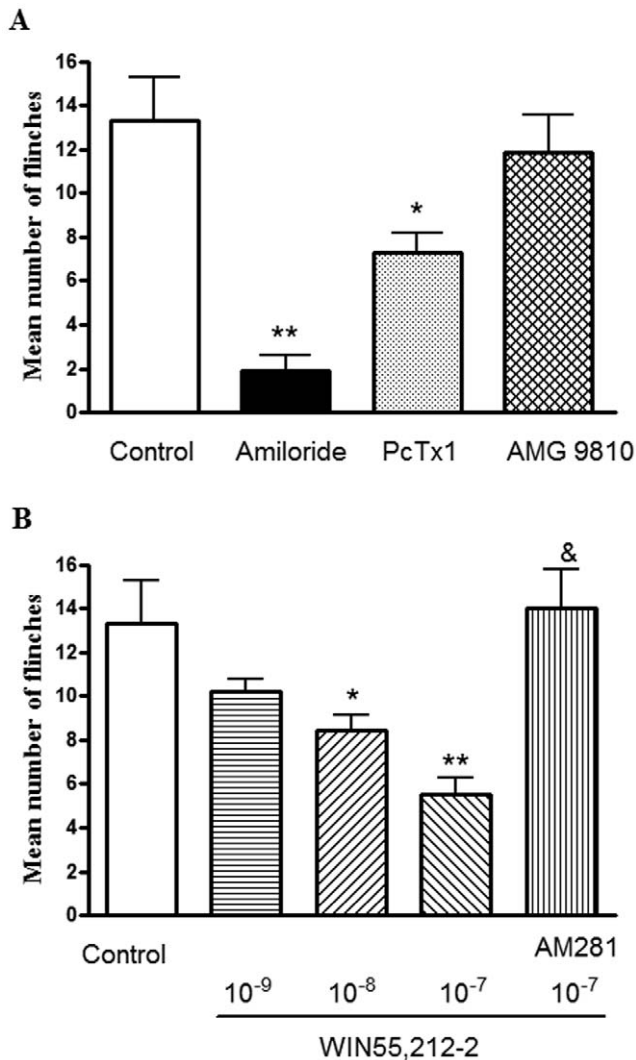 A
Mean number of flinches
16
14
12
10
8
6
4
2
0
**
*
Control Amiloride PcTx1 AMG 9810
B
Mean number of flinches
16
14
12
10
8
6
4
2
0
*
**
&
Control AM281
10⁻⁹ 10⁻⁸ 10⁻⁷ 10⁻⁷
WIN55,212-2